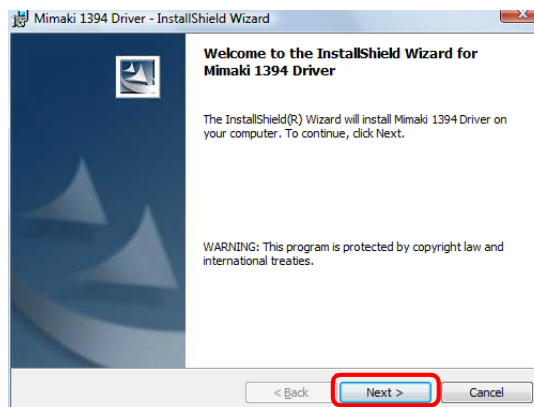 Mimaki 1394 Driver - InstallShield Wizard
Welcome to the InstallShield Wizard for
Mimaki 1394 Driver
The InstallShield(R) Wizard will install Mimaki 1394 Driver on
your computer. To continue, click Next.
WARNING: This program is protected by copyright law and
international treaties.
< Back Next > Cancel